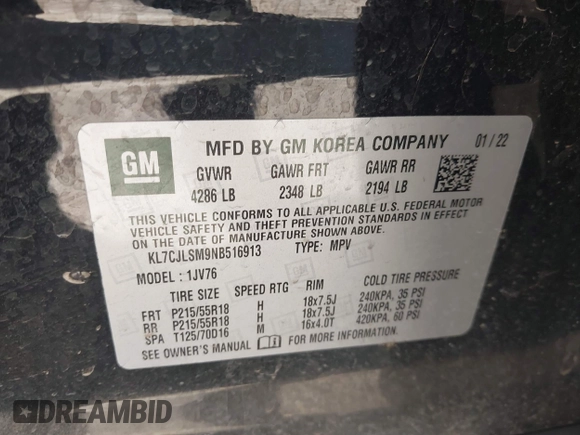 GM
MFD BY GM KOREA COMPANY 01/22
GVWR GAWR FRT GAWR RR
4286 LB 2348 LB 2194 LB
THIS VEHICLE CONFORMS TO ALL APPLICABLE U.S. FEDERAL MOTOR
VEHICLE SAFETY AND THEFT PREVENTION STANDARDS IN EFFECT
ON THE DATE OF MANUFACTURE SHOWN ABOVE.
KL7CJLSM9NB516913 TYPE: MPV
MODEL: 1JV76
TIRE SIZE SPEED RTG RIM COLD TIRE PRESSURE
FRT P215/55R18 H 18x7.5J 240KPA, 35 PSI
RR P215/55R18 H 18x7.5J 240KPA, 35 PSI
SPA T125/70D16 M 16x4.0T 420KPA, 60 PSI
SEE OWNER'S MANUAL FOR MORE INFORMATION.
DREAMBID